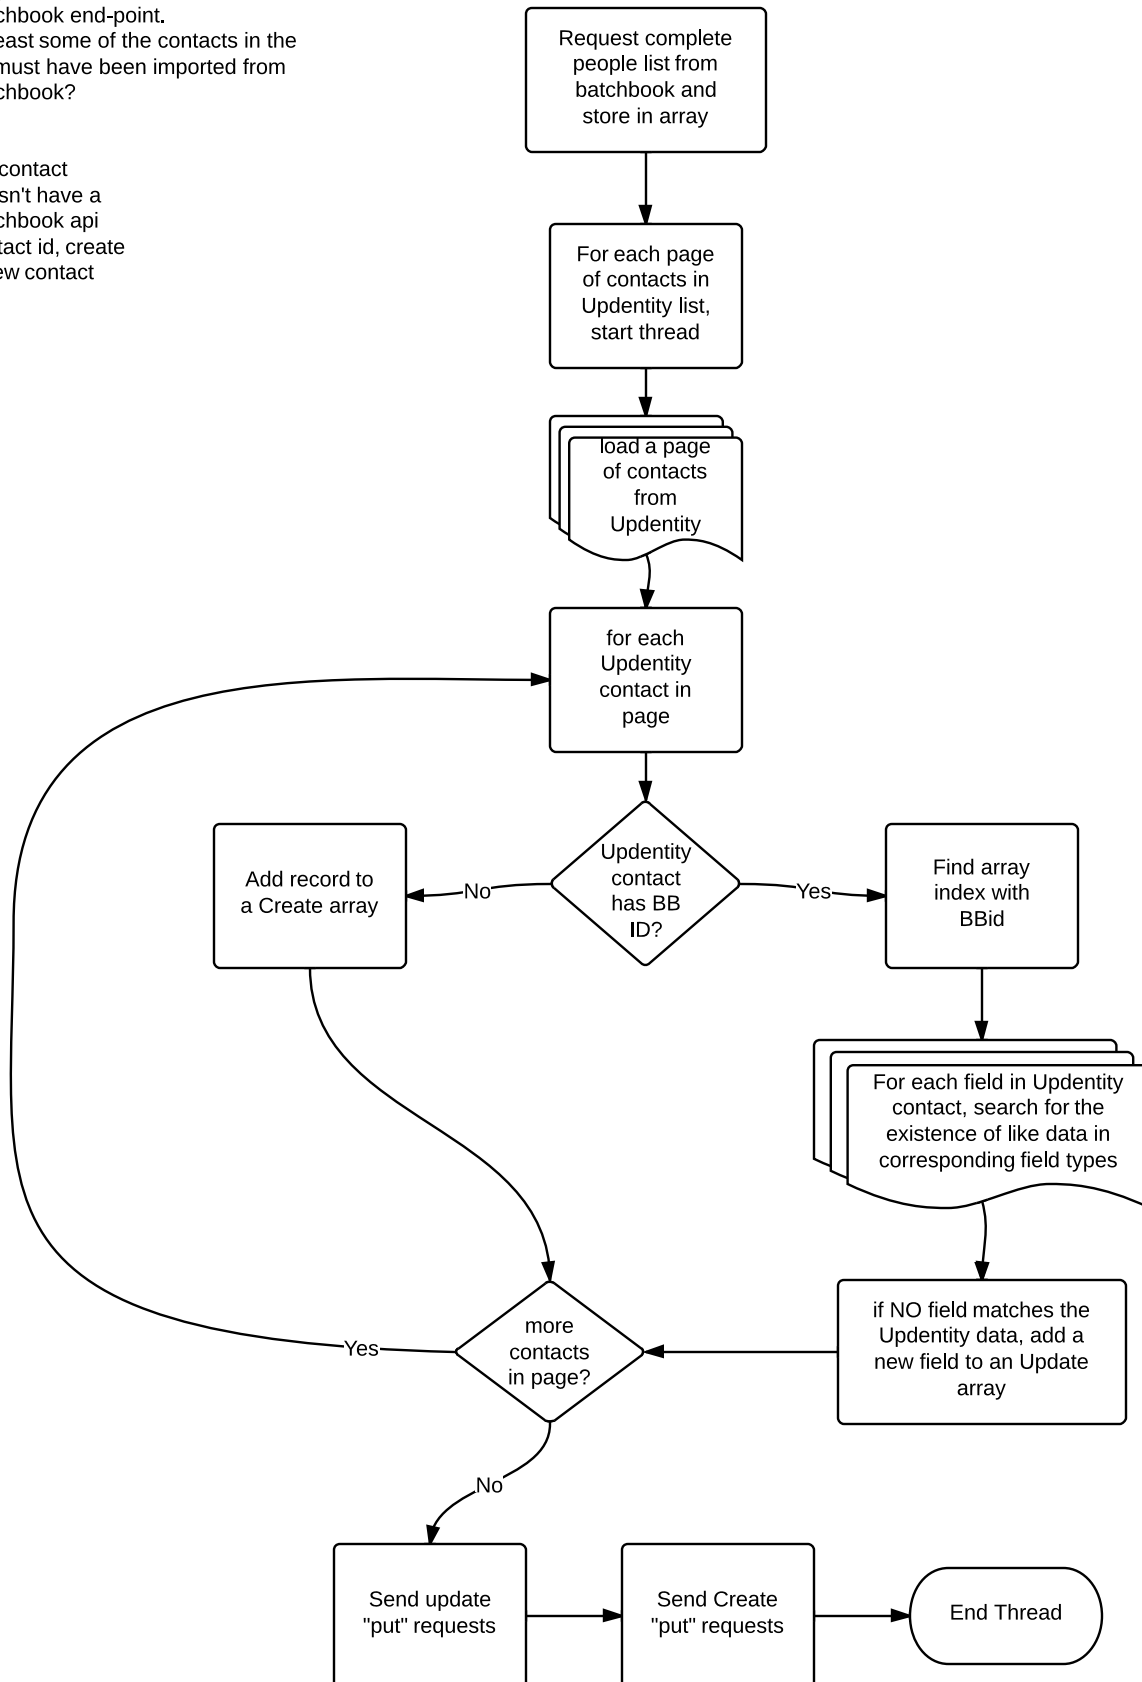 chbook end-point.
east some of the contacts in the
must have been imported from
chbook?
contact
sn't have a
chbook api
tact id, create
ew contact
Request complete
people list from
batchbook and
store in array
For each page
of contacts in
Updentity list,
start thread
load a page
of contacts
from
Updentity
for each
Updentity
contact in
page
Updentity
contact
has BB
ID?
No
Yes
Add record to
a Create array
Find array
index with
BBid
For each field in Updentity
contact, search for the
existence of like data in
corresponding field types
if NO field matches the
Updentity data, add a
new field to an Update
array
more
contacts
in page?
Yes
No
Send update
"put" requests
Send Create
"put" requests
End Thread